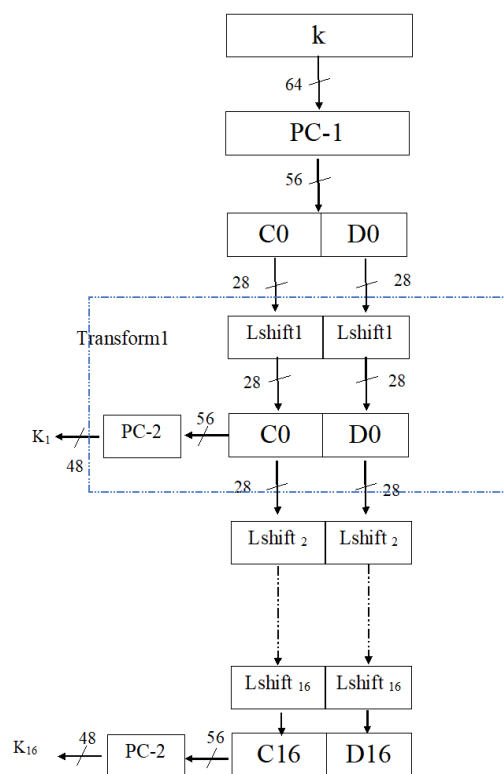 k
64
PC-1
56
C0 D0
28 28
Transform1 Lshift1 Lshift1
28 28
K₁ 48 PC-2 56 C0 D0
28 28
Lshift ₂ Lshift ₂
Lshift ₁₆ Lshift ₁₆
K₁₆ 48 PC-2 56 C16 D16